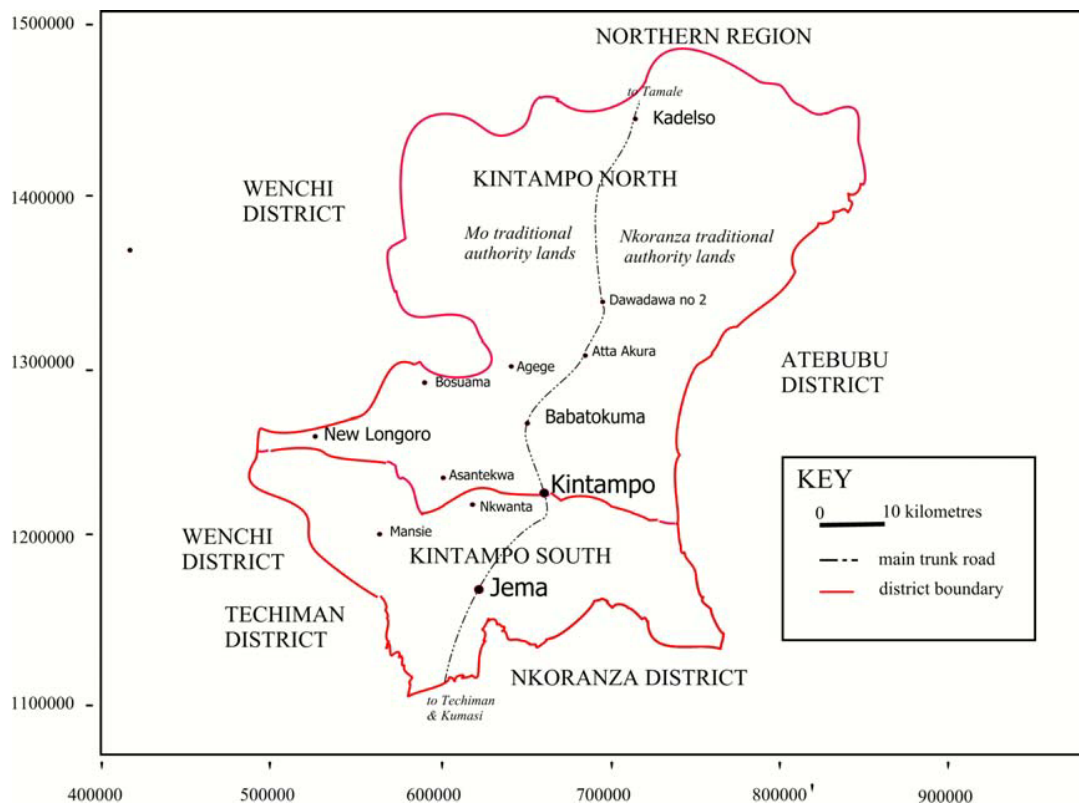 1500000
NORTHERN REGION
to Tamale
Kadelso
1400000
WENCHI
DISTRICT
KINTAMPO NORTH
Mo traditional
authority lands
Nkoranza traditional
authority lands
Dawadawa no 2
1300000
Atta Akura
Agege
ATEBUBU
DISTRICT
Bosuama
Babatokuma
New Longoro
Asantekwa
Kintampo
Nkwanta
1200000
WENCHI
DISTRICT
Mansie
KINTAMPO SOUTH
Jema
TECHIMAN
DISTRICT
NKORANZA DISTRICT
1100000
to Techiman
& Kumasi
KEY
0 10 kilometres
main trunk road
district boundary
400000 500000 600000 700000 800000 900000